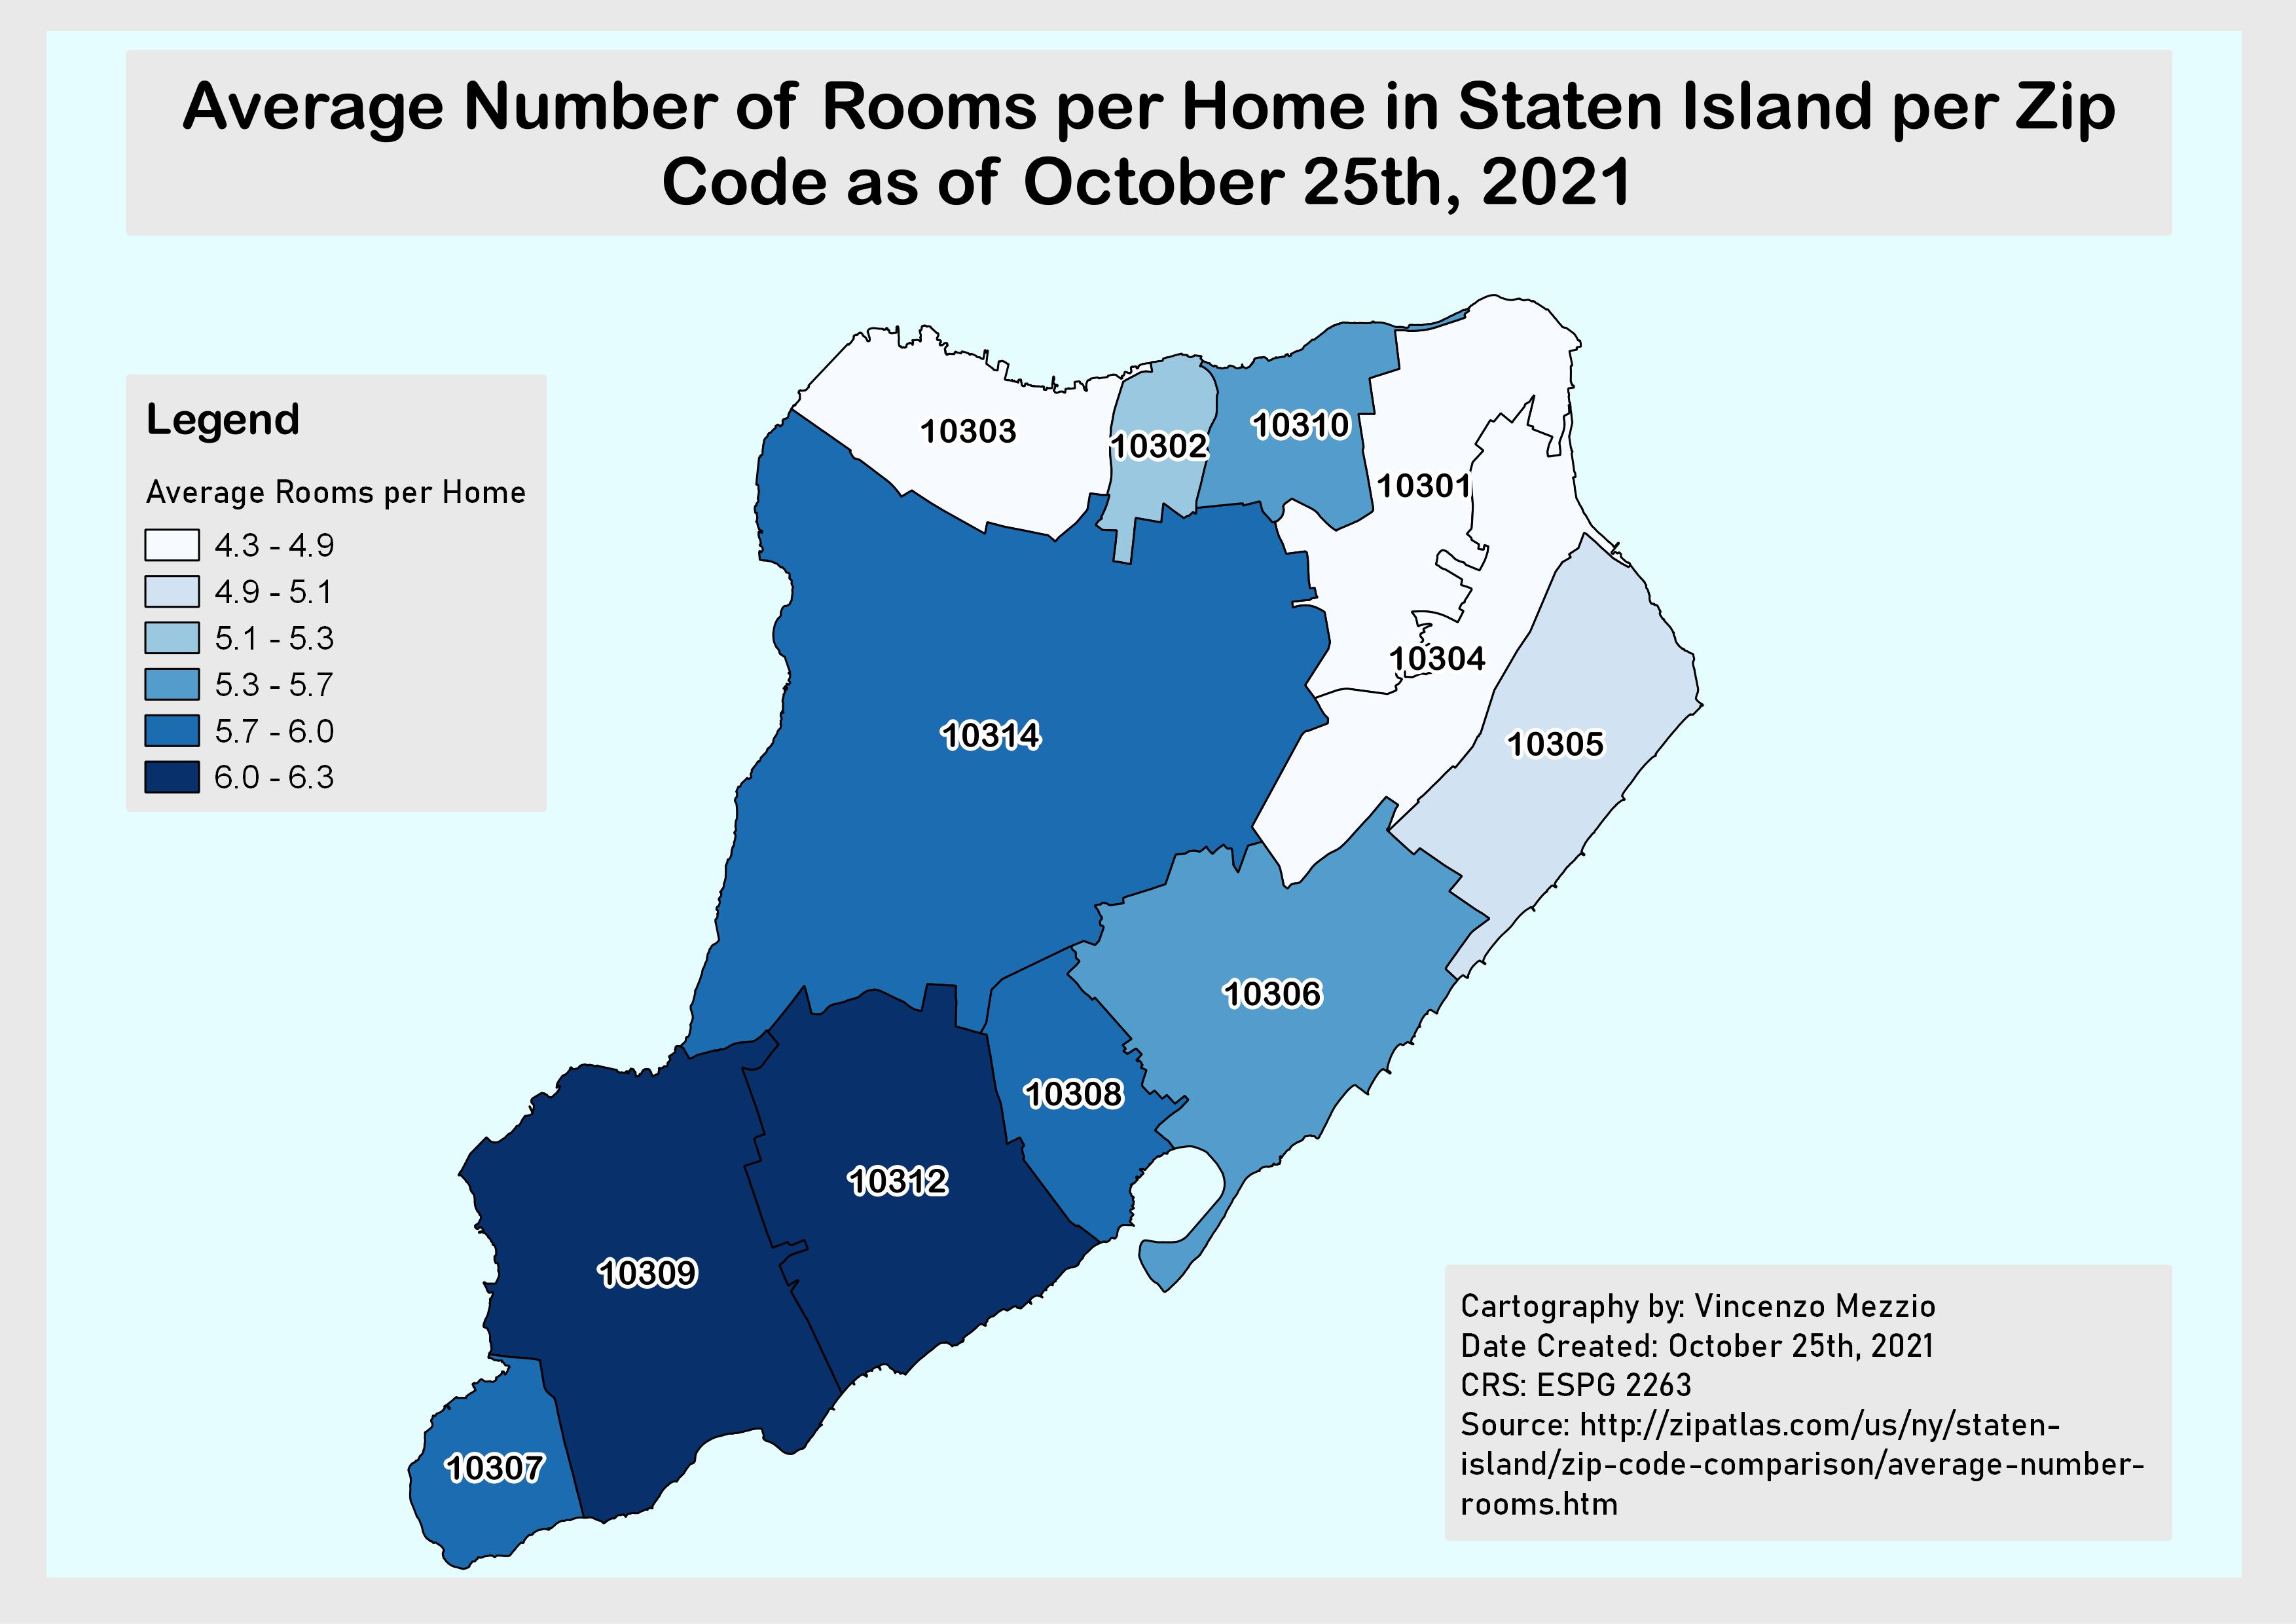 Average Number of Rooms per Home in Staten Island per Zip
Code as of October 25th, 2021
Legend
Average Rooms per Home
4.3 - 4.9
4.9 - 5.1
5.1 - 5.3
5.3 - 5.7
5.7 - 6.0
6.0 - 6.3
10303
10302
10310
10301
10304
10314
10305
10306
10308
10312
10309
10307
Cartography by: Vincenzo Mezzio
Date Created: October 25th, 2021
CRS: ESPG 2263
Source: http://zipatlas.com/us/ny/staten-
island/zip-code-comparison/average-number-
rooms.htm